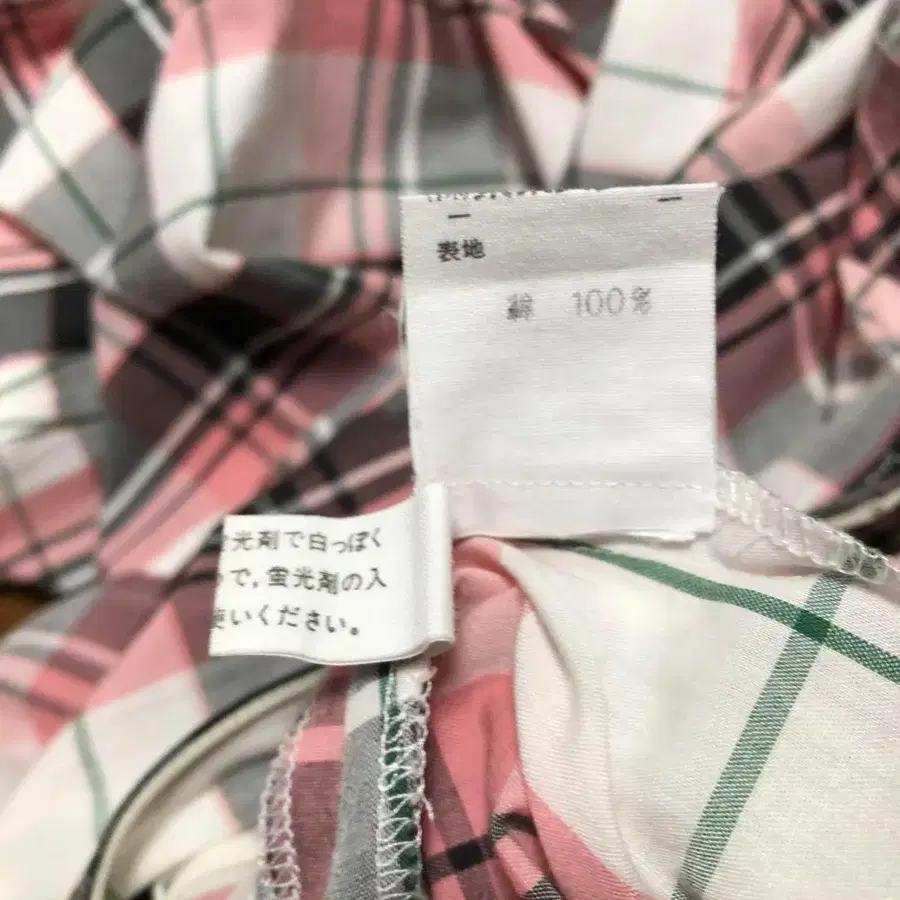 表地
綿 100%
光剤で白っぽく
で,蛍光剤の入
使いください。